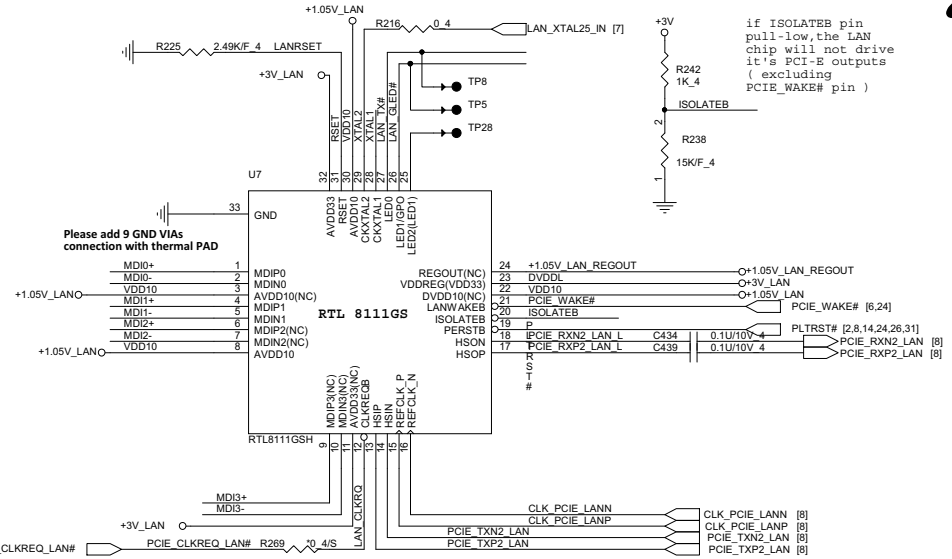 +1.05V_LAN
R216 0_4 LAN_XTAL25_IN [7]
R225 2.49K/F_4 LANRSET
+3V_LAN
TP8
TP5
TP28
RSET
VDD10
XTAL2
XTAL1
LAN_TX#
LAN_GLED#
+3V
R242
1K_4
ISOLATEB
2
R238
15K/F_4
1
if ISOLATEB pin
pull-low,the LAN
chip will not drive
it's PCI-E outputs
( excluding
PCIE_WAKE# pin )
U7
32 31 30 29 28 27 26 25
AVDD33
RSET
AVDD10
CKXTAL2
CKXTAL1
LED0
LED1/GPO
LED2(LED1)
33 GND
Please add 9 GND VIAs
connection with thermal PAD
MDI0+ 1 MDIP0
MDI0- 2 MDIN0
+1.05V_LAN VDD10 3 AVDD10(NC)
MDI1+ 4 MDIP1
MDI1- 5 MDIN1
MDI2+ 6 MDIP2(NC)
MDI2- 7 MDIN2(NC)
+1.05V_LAN VDD10 8 AVDD10
RTL 8111GS
REGOUT(NC) 24 +1.05V_LAN_REGOUT +1.05V_LAN_REGOUT
VDDREG(VDD33) 23 DVDDL +3V_LAN
DVDD10(NC) 22 VDD10 +1.05V_LAN
LANWAKEB 21 PCIE_WAKE# PCIE_WAKE# [6,24]
ISOLATEB 20 ISOLATEB
PERSTB 19 PLTRST# PLTRST# [2,8,14,24,26,31]
HSON 18 PCIE_RXN2_LAN_L C434 0.1U/10V_4 PCIE_RXN2_LAN [8]
HSOP 17 PCIE_RXP2_LAN_L C439 0.1U/10V_4 PCIE_RXP2_LAN [8]
MDIP3(NC)
MDIN3(NC)
AVDD33(NC)
CLKREQB
HSIP
HSIN
REFCLK_P
REFCLK_N
RTL8111GSH
9 10 11 12 13 14 15 16
MDI3+
MDI3-
+3V_LAN
LAN_CLKRQ
_CLKREQ_LAN# PCIE_CLKREQ_LAN# R269 *0_4/S
CLK_PCIE_LANN CLK_PCIE_LANN [8]
CLK_PCIE_LANP CLK_PCIE_LANP [8]
PCIE_TXN2_LAN PCIE_TXN2_LAN [8]
PCIE_TXP2_LAN PCIE_TXP2_LAN [8]